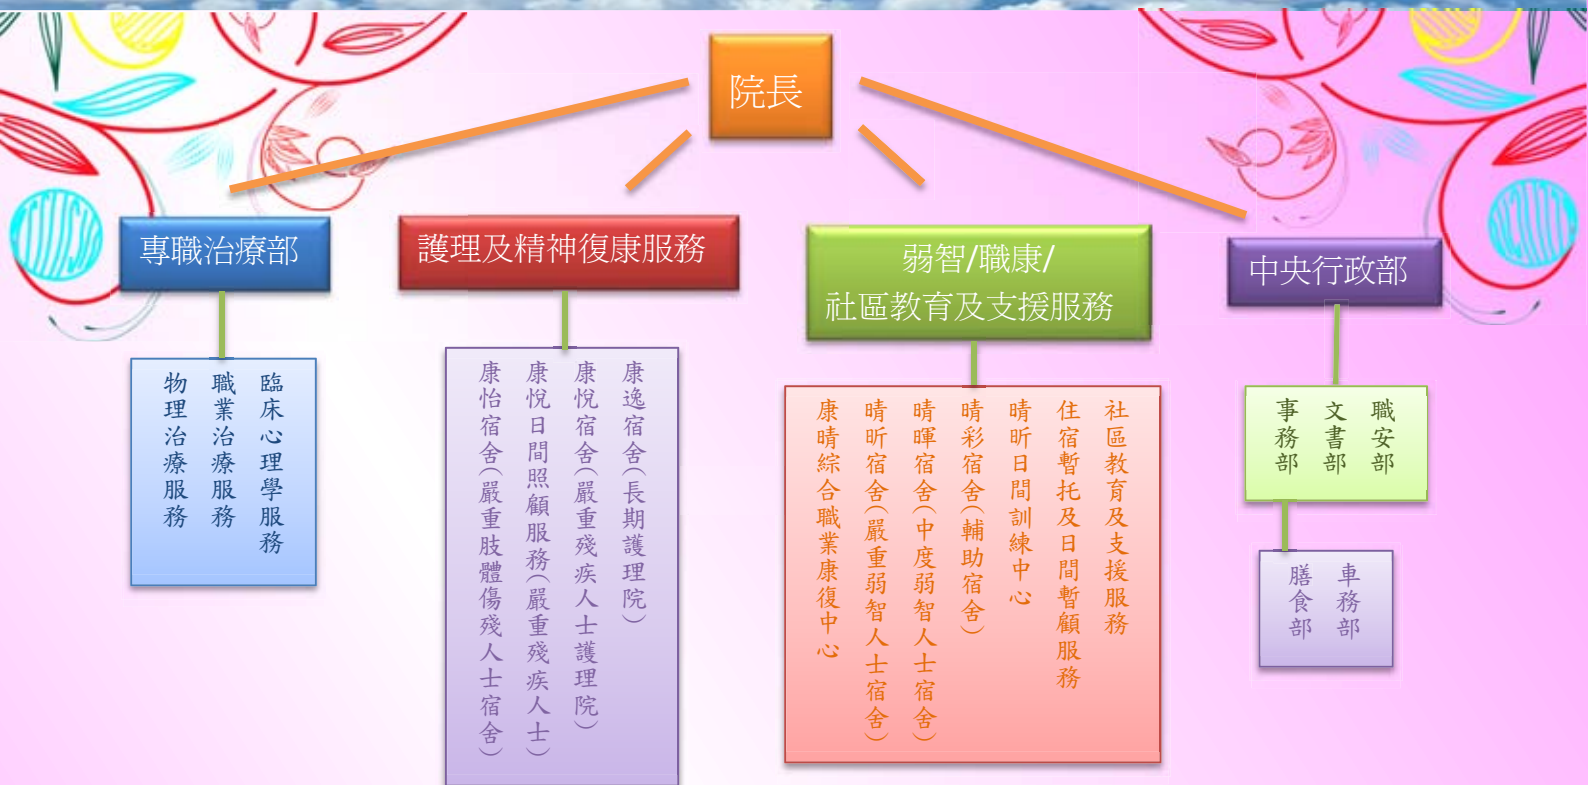 院長
專職治療部
護理及精神復康服務
弱智/職康/
社區教育及支援服務
中央行政部
臨床心理學服務
職業治療服務
物理治療服務
康逸宿舍(長期護理院)
康悅宿舍(嚴重殘疾人士護理院)
康悅日間照顧服務(嚴重殘疾人士)
康怡宿舍(嚴重肢體傷殘人士宿舍)
社區教育及支援服務
住宿暫托及日間暫顧服務
晴昕日間訓練中心
晴彩宿舍(輔助宿舍)
晴暉宿舍(中度弱智人士宿舍)
晴昕宿舍(嚴重弱智人士宿舍)
康晴綜合職業康復中心
職安部
文書部
事務部
車務部
膳食部